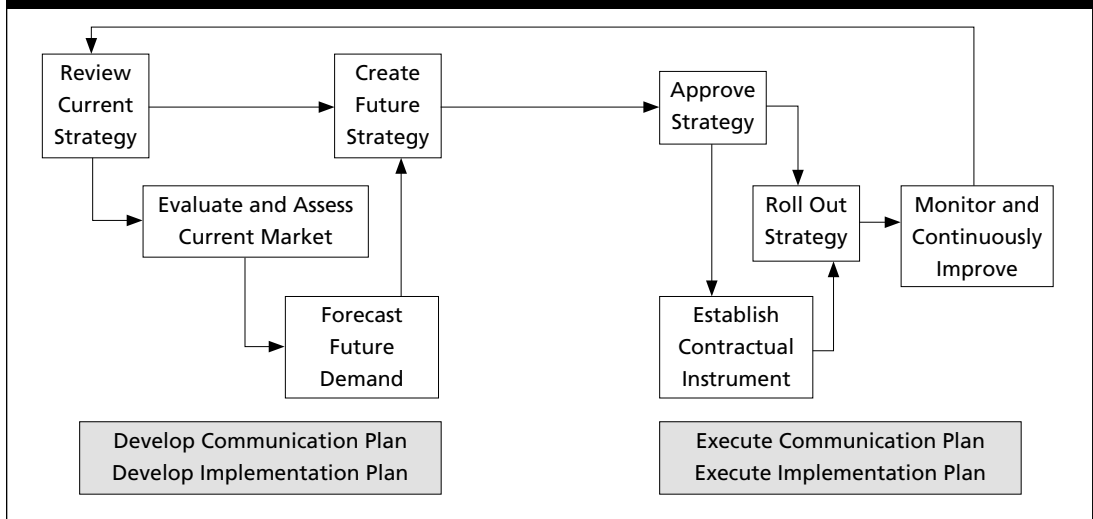 Review
Current
Strategy
Create
Future
Strategy
Approve
Strategy
Evaluate and Assess
Current Market
Roll Out
Strategy
Monitor and
Continuously
Improve
Forecast
Future
Demand
Establish
Contractual
Instrument
Develop Communication Plan
Develop Implementation Plan
Execute Communication Plan
Execute Implementation Plan